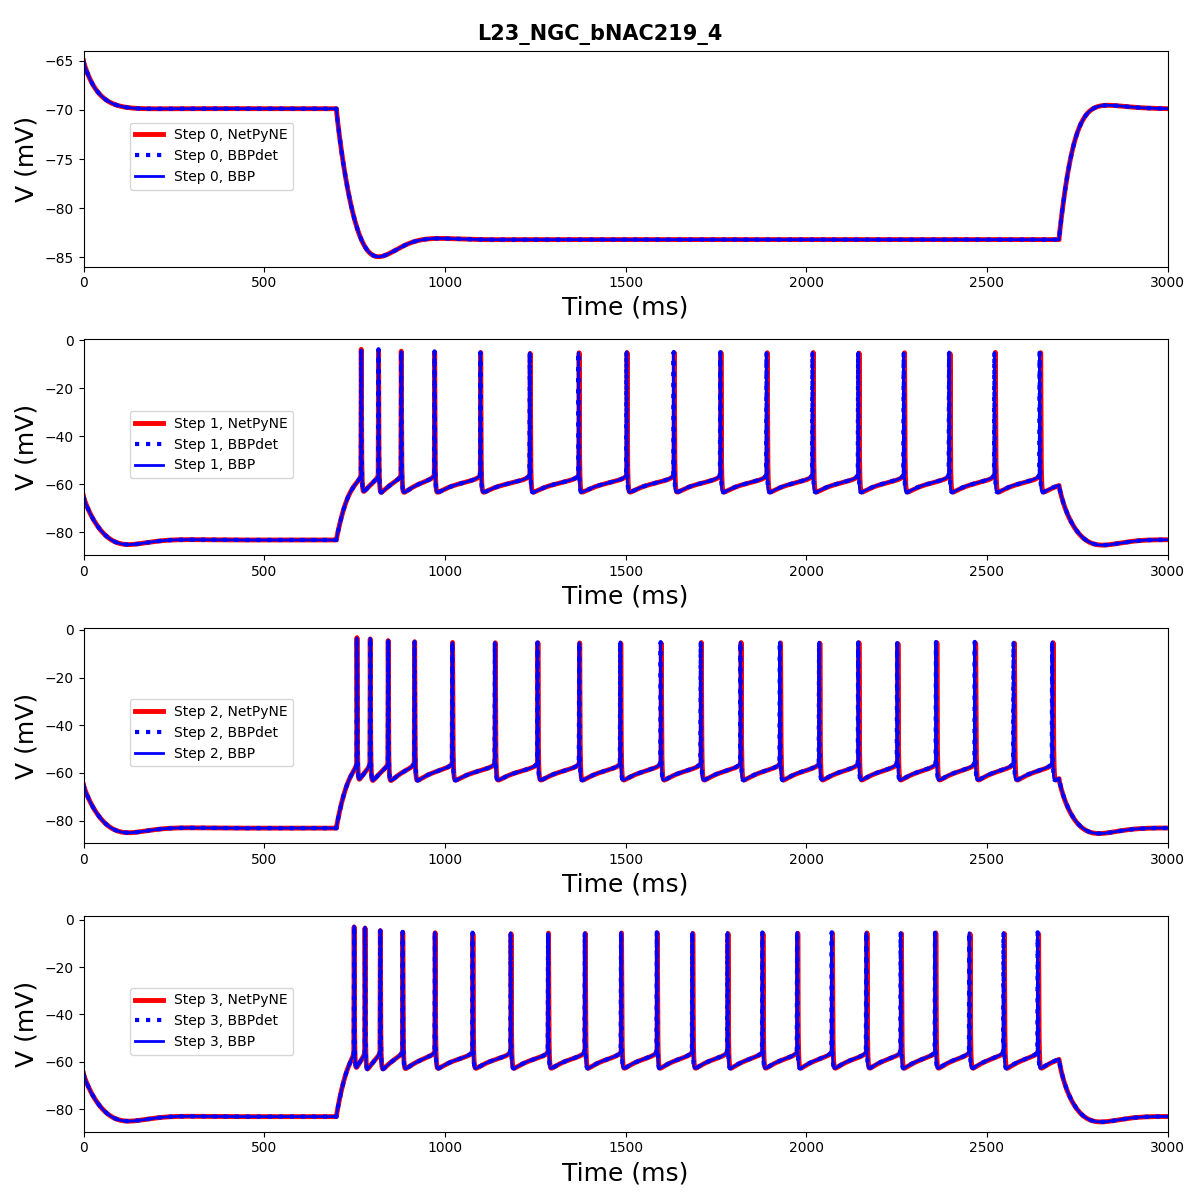 L23_NGC_bNAC219_4
−65
−70
−75
−80
−85
V (mV)
Step 0, NetPyNE
Step 0, BBPdet
Step 0, BBP
0 500 1000 1500 2000 2500 3000
Time (ms)
0
−20
−40
−60
−80
V (mV)
Step 1, NetPyNE
Step 1, BBPdet
Step 1, BBP
0 500 1000 1500 2000 2500 3000
Time (ms)
0
−20
−40
−60
−80
V (mV)
Step 2, NetPyNE
Step 2, BBPdet
Step 2, BBP
0 500 1000 1500 2000 2500 3000
Time (ms)
0
−20
−40
−60
−80
V (mV)
Step 3, NetPyNE
Step 3, BBPdet
Step 3, BBP
0 500 1000 1500 2000 2500 3000
Time (ms)